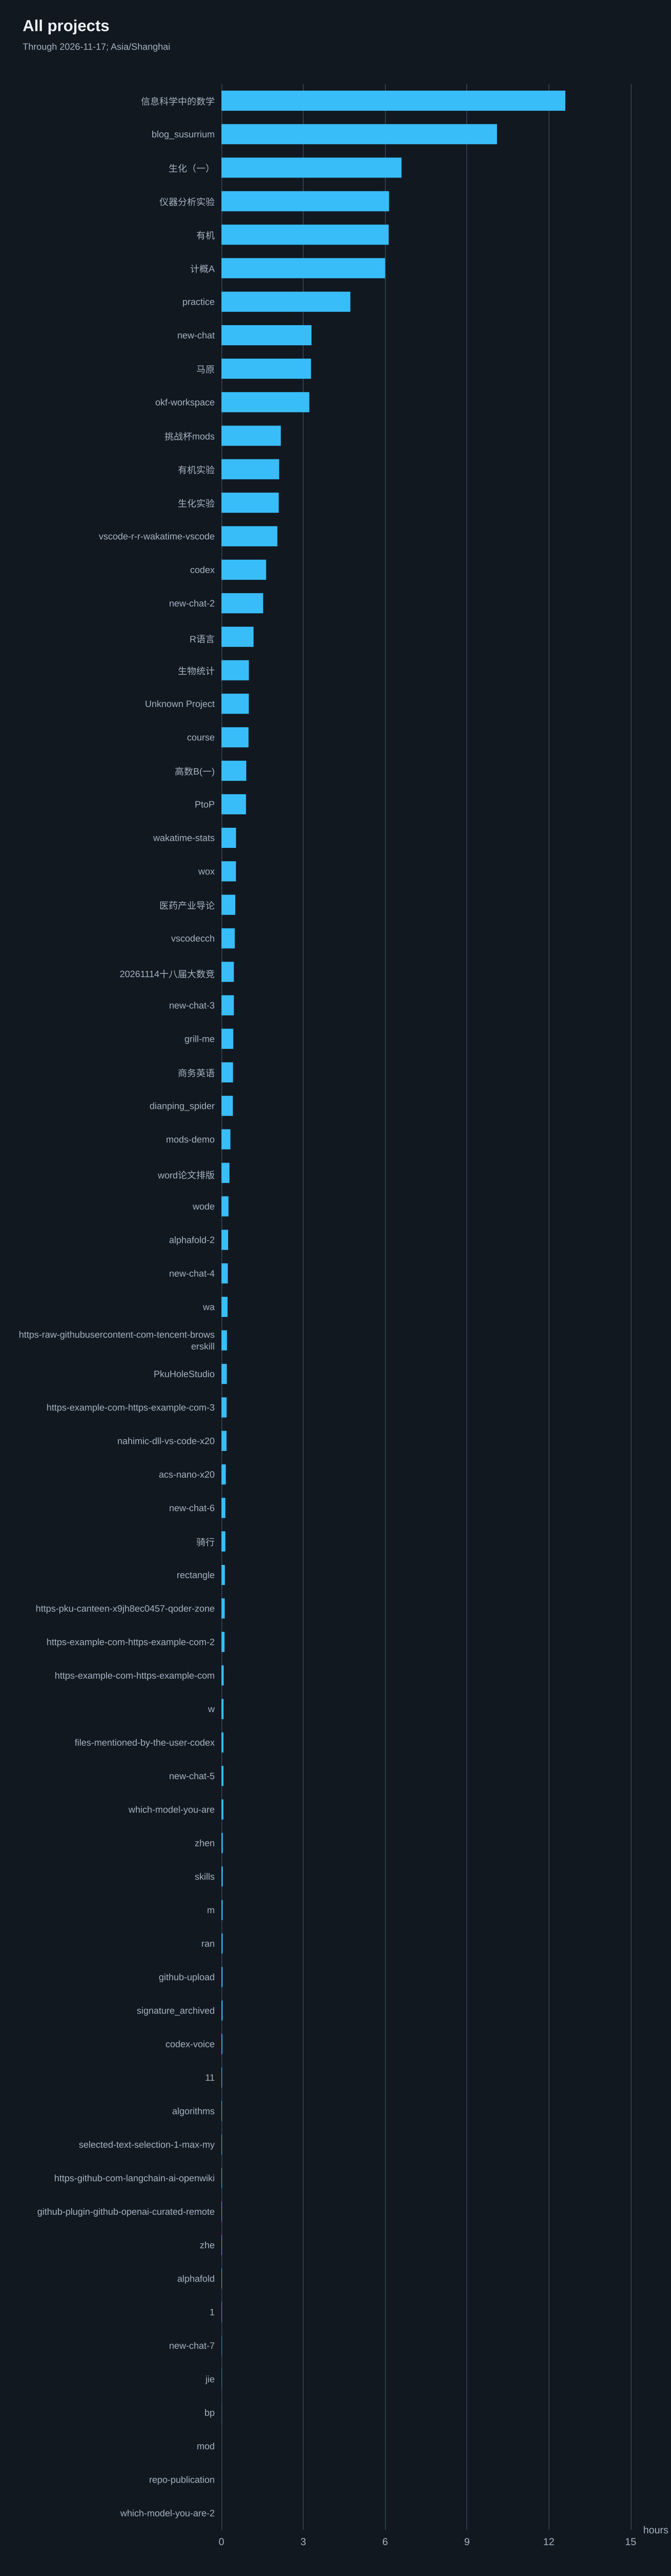 All projects
Through 2026-11-17; Asia/Shanghai
信息科学中的数学
blog_susurrium
生化（一）
仪器分析实验
有机
计概A
practice
new-chat
马原
okf-workspace
挑战杯mods
有机实验
生化实验
vscode-r-r-wakatime-vscode
codex
new-chat-2
R语言
生物统计
Unknown Project
course
高数B(一)
PtoP
wakatime-stats
wox
医药产业导论
vscodecch
20261114十八届大数竞
new-chat-3
grill-me
商务英语
dianping_spider
mods-demo
word论文排版
wode
alphafold-2
new-chat-4
wa
https-raw-githubusercontent-com-tencent-brows
erskill
PkuHoleStudio
https-example-com-https-example-com-3
nahimic-dll-vs-code-x20
acs-nano-x20
new-chat-6
骑行
rectangle
https-pku-canteen-x9jh8ec0457-qoder-zone
https-example-com-https-example-com-2
https-example-com-https-example-com
w
files-mentioned-by-the-user-codex
new-chat-5
which-model-you-are
zhen
skills
m
ran
github-upload
signature_archived
codex-voice
11
algorithms
selected-text-selection-1-max-my
https-github-com-langchain-ai-openwiki
github-plugin-github-openai-curated-remote
zhe
alphafold
1
new-chat-7
jie
bp
mod
repo-publication
which-model-you-are-2
hours
0 3 6 9 12 15